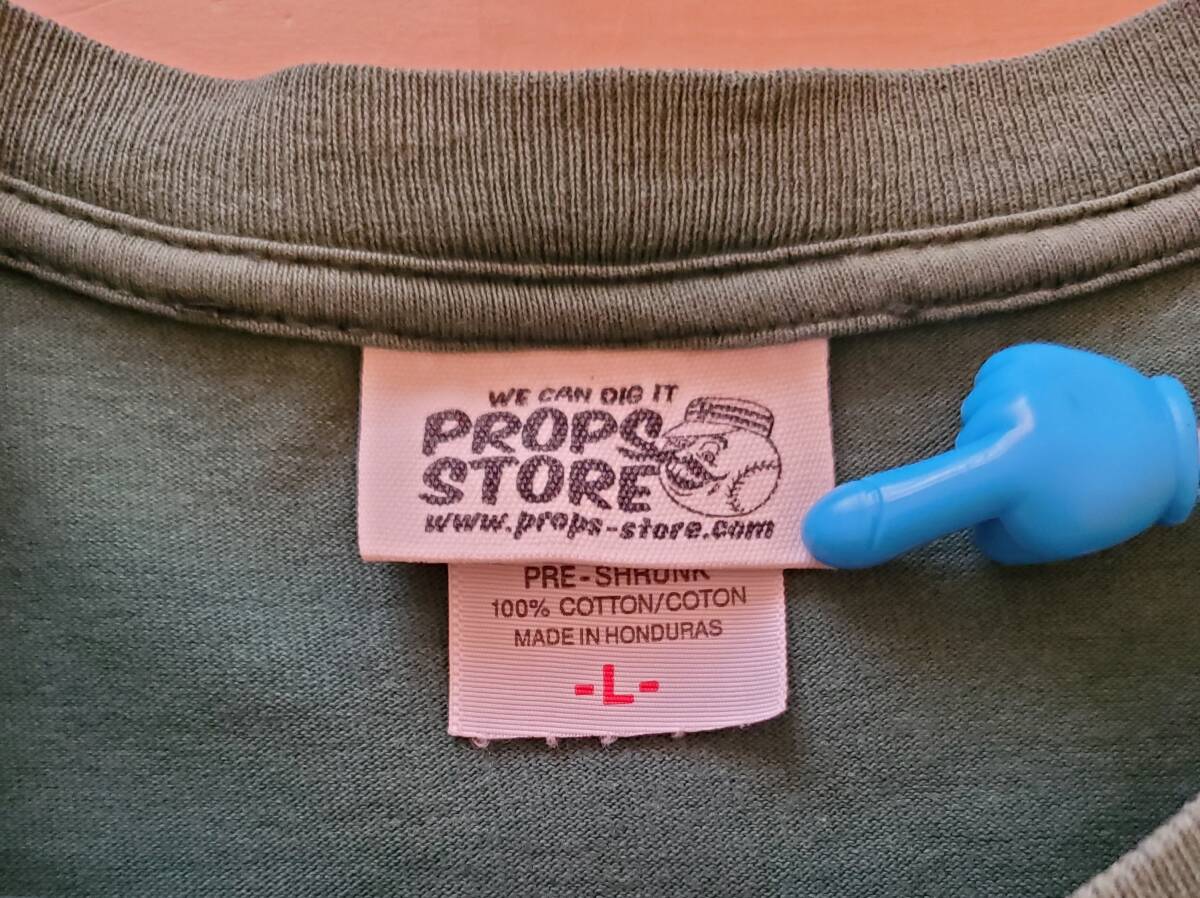 WE CAN DIG IT
PROPS
STORE
www.props-store.com
PRE-SHRUNK
100% COTTON/COTON
MADE IN HONDURAS
-L-